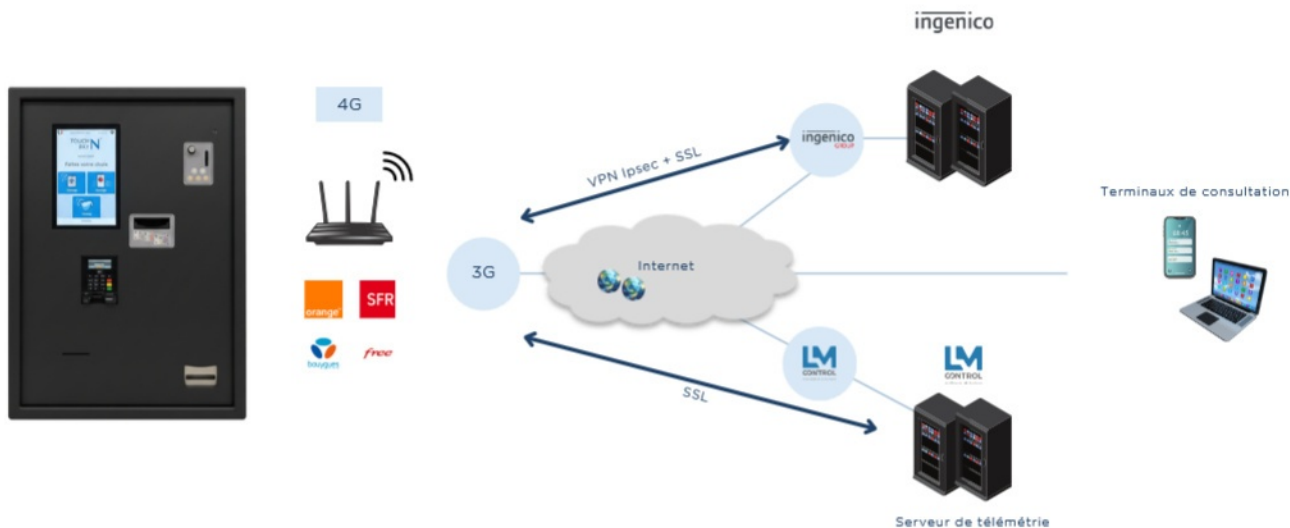 ingenico
4G
ingenico
GROUP
VPN Ipsec + SSL
Terminaux de consultation
3G
Internet
orange
SFR
bouygues
free
LM
CONTROL
LM
CONTROL
SSL
Serveur de télémétrie